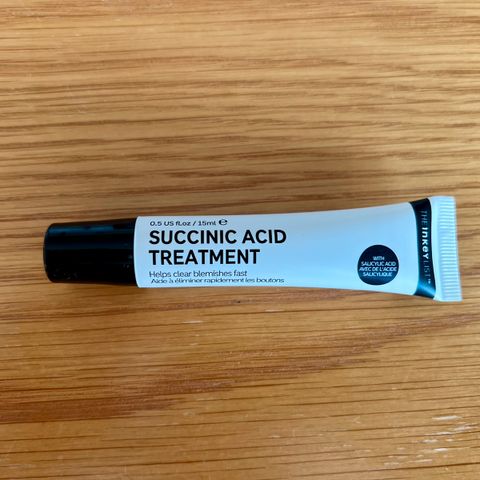 0.5 US fl.oz / 15ml ℮
SUCCINIC ACID
TREATMENT
Helps clear blemishes fast
Aide à éliminer rapidement les boutons
WITH
SALICYLIC ACID
AVEC DE L'ACIDE
SALICYLIQUE
THE INKEY LIST™